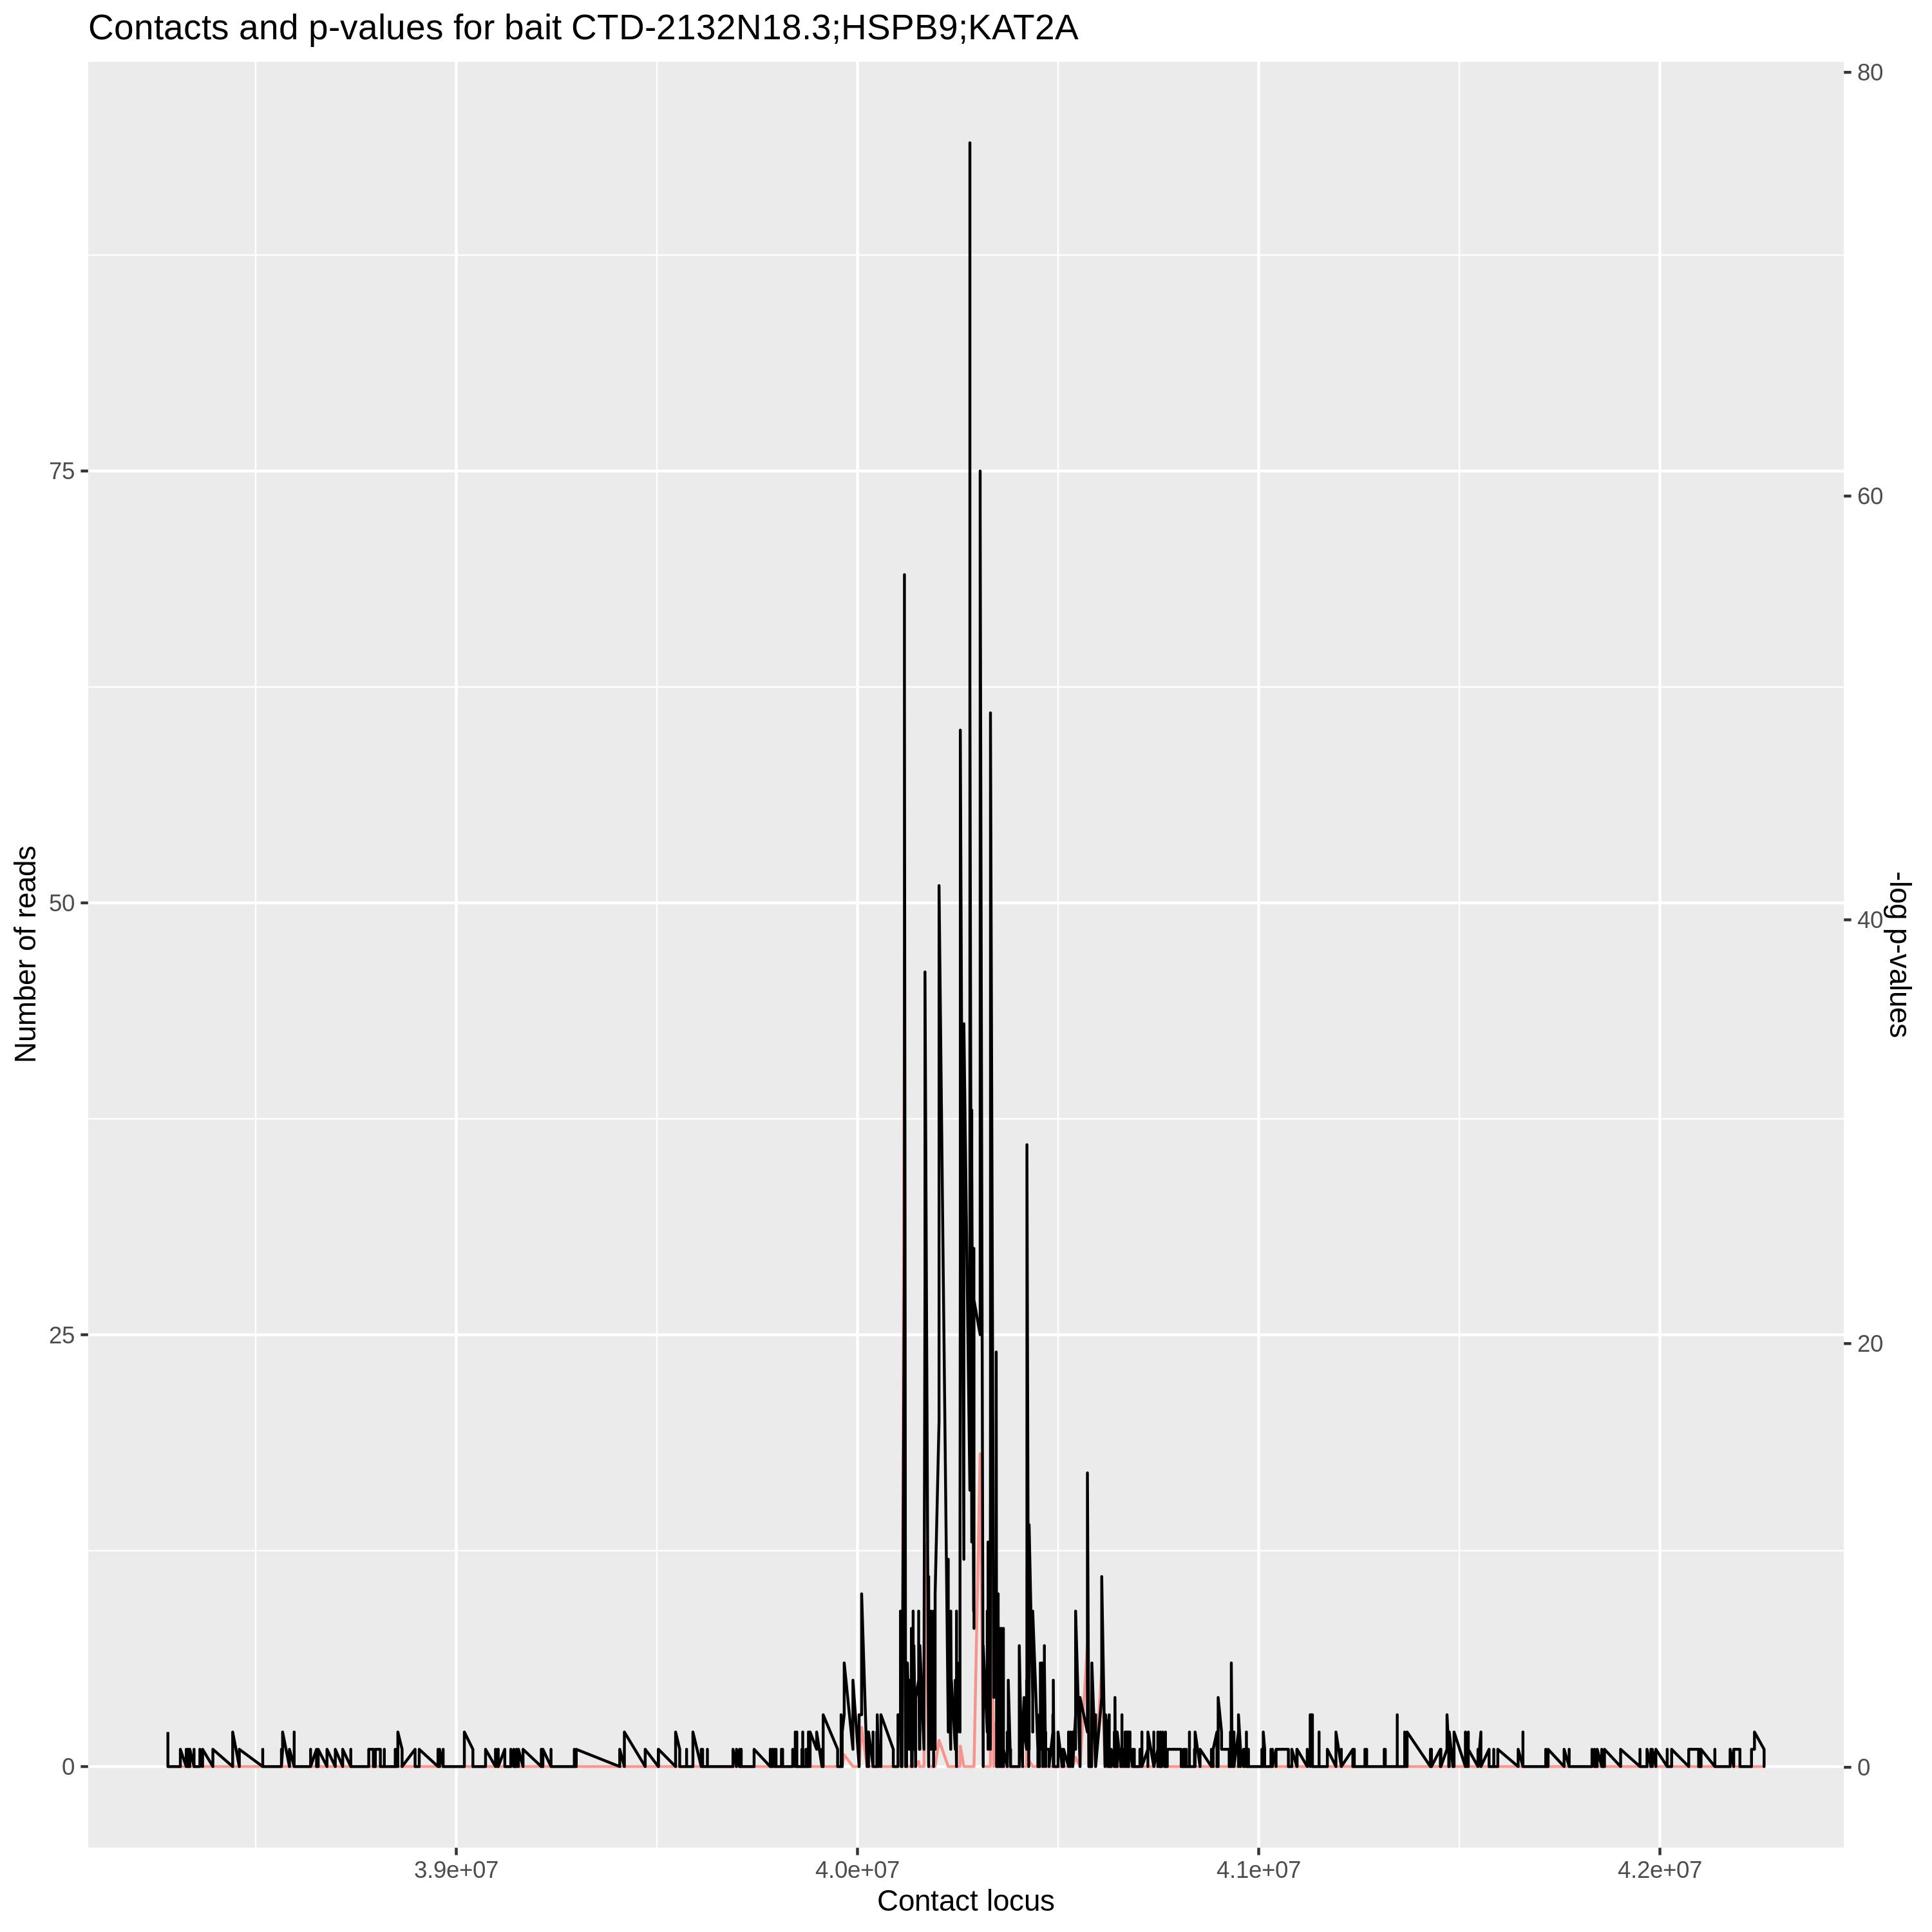 Contacts and p-values for bait CTD-2132N18.3;HSPB9;KAT2A
80
75
60
50
40
25
20
0
0
Number of reads
-log p-values
3.9e+07
4.0e+07
4.1e+07
4.2e+07
Contact locus